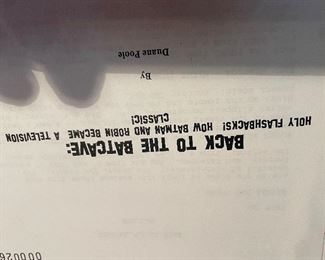 BACK TO THE BATCAVE:
HOLY FLASHBACKS! HOW BATMAN AND ROBIN BECAME A TELEVISION
CLASSIC!
By
Duane Poole